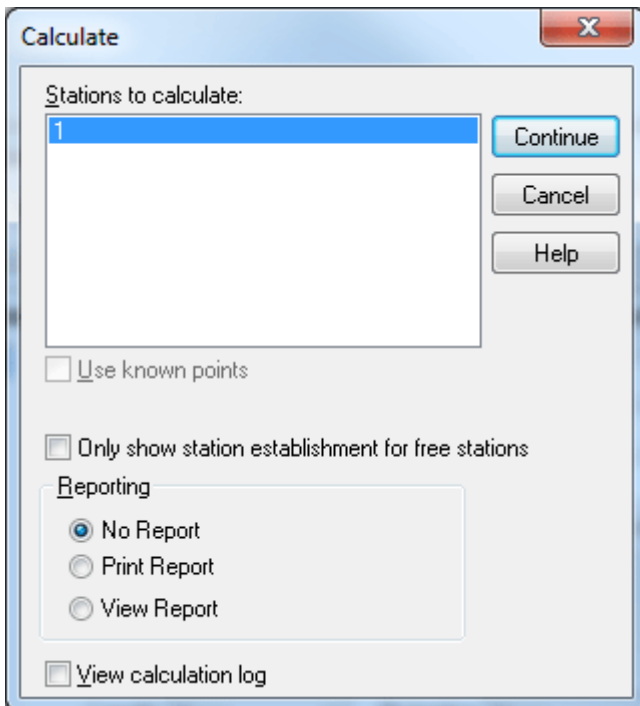 Calculate
Stations to calculate:
1
Continue
Cancel
Help
Use known points
Only show station establishment for free stations
Reporting
No Report
Print Report
View Report
View calculation log